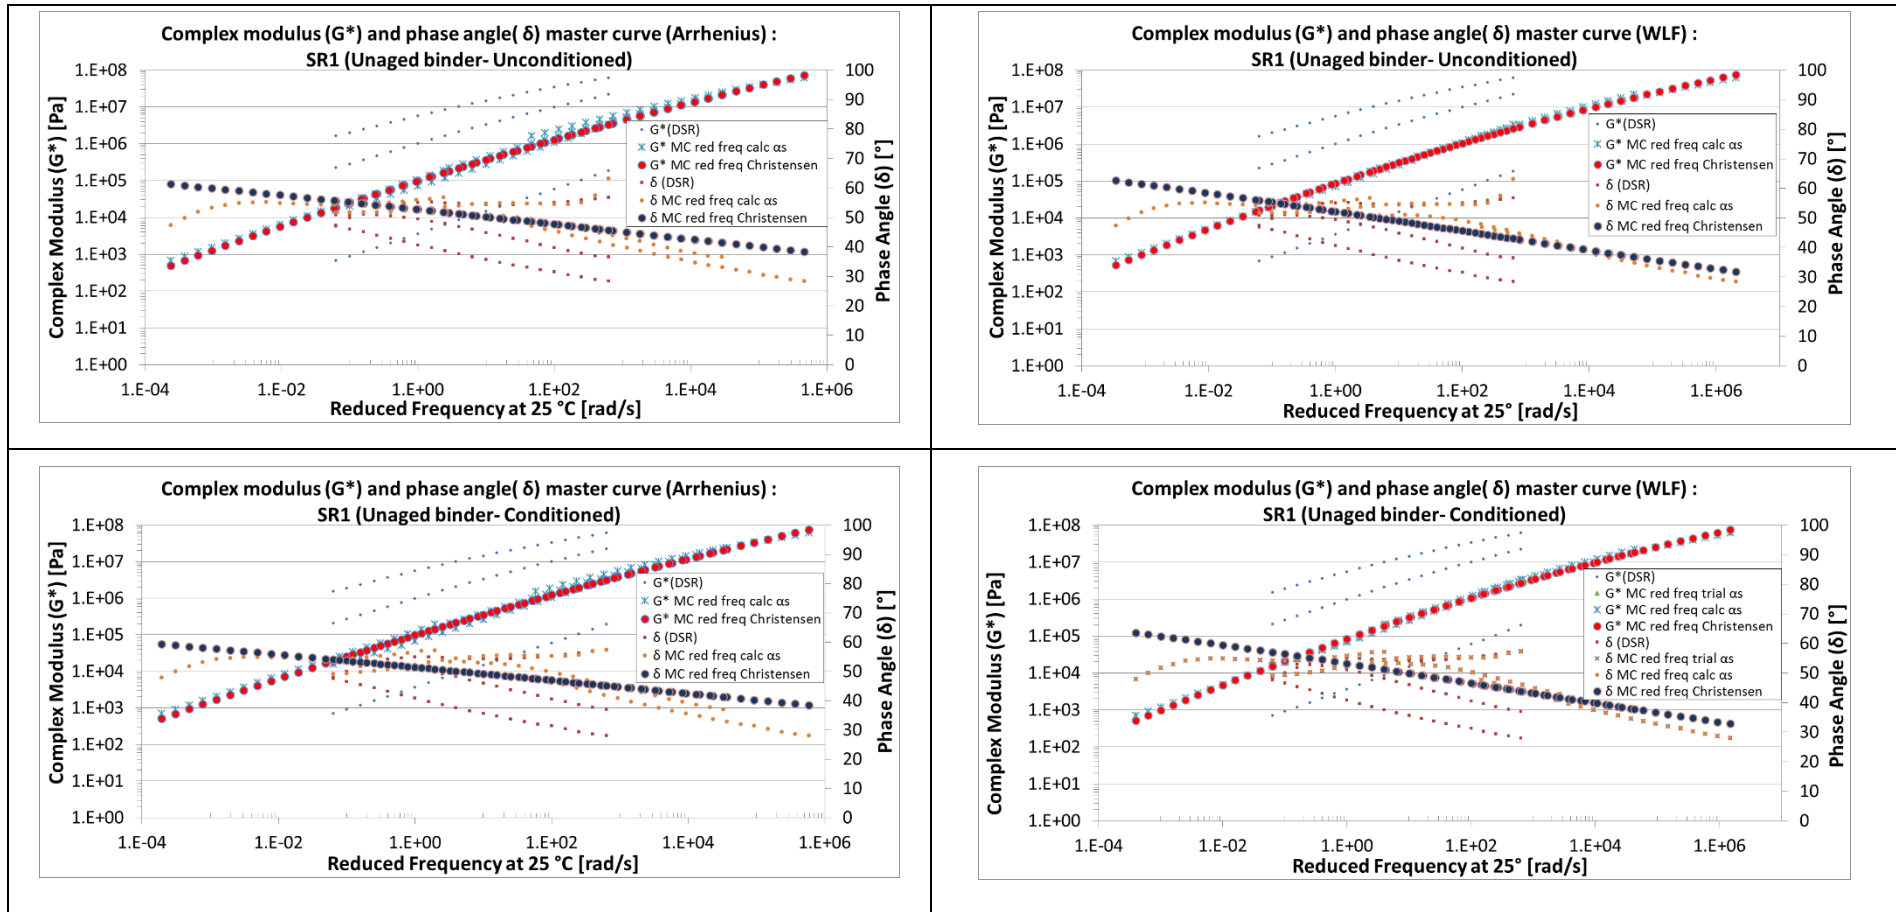 Complex modulus (G*) and phase angle( δ) master curve (Arrhenius) :
SR1 (Unaged binder- Unconditioned)
Complex Modulus (G*) [Pa]
1.E+08
1.E+07
1.E+06
1.E+05
1.E+04
1.E+03
1.E+02
1.E+01
1.E+00
100
90
80
70
60
50
40
30
20
10
0
Phase Angle (δ) [°]
G*(DSR)
G* MC red freq calc αs
G* MC red freq Christensen
δ (DSR)
δ MC red freq calc αs
δ MC red freq Christensen
1.E-04 1.E-02 1.E+00 1.E+02 1.E+04 1.E+06
Reduced Frequency at 25 °C [rad/s]
Complex modulus (G*) and phase angle( δ) master curve (WLF) :
SR1 (Unaged binder- Unconditioned)
Complex Modulus (G*) [Pa]
1.E+08
1.E+07
1.E+06
1.E+05
1.E+04
1.E+03
1.E+02
1.E+01
1.E+00
100
90
80
70
60
50
40
30
20
10
0
Phase Angle (δ) [°]
G*(DSR)
G* MC red freq calc αs
G* MC red freq Christensen
δ (DSR)
δ MC red freq calc αs
δ MC red freq Christensen
1.E-04 1.E-02 1.E+00 1.E+02 1.E+04 1.E+06
Reduced Frequency at 25° [rad/s]
Complex modulus (G*) and phase angle( δ) master curve (Arrhenius) :
SR1 (Unaged binder- Conditioned)
Complex Modulus (G*) [Pa]
1.E+08
1.E+07
1.E+06
1.E+05
1.E+04
1.E+03
1.E+02
1.E+01
1.E+00
100
90
80
70
60
50
40
30
20
10
0
Phase Angle (δ) [°]
G*(DSR)
G* MC red freq calc αs
G* MC red freq Christensen
δ (DSR)
δ MC red freq calc αs
δ MC red freq Christensen
1.E-04 1.E-02 1.E+00 1.E+02 1.E+04 1.E+06
Reduced Frequency at 25 °C [rad/s]
Complex modulus (G*) and phase angle( δ) master curve (WLF) :
SR1 (Unaged binder- Conditioned)
Complex Modulus (G*) [Pa]
1.E+08
1.E+07
1.E+06
1.E+05
1.E+04
1.E+03
1.E+02
1.E+01
1.E+00
100
90
80
70
60
50
40
30
20
10
0
Phase Angle (δ) [°]
G*(DSR)
G* MC red freq trial αs
G* MC red freq calc αs
G* MC red freq Christensen
δ (DSR)
δ MC red freq trial αs
δ MC red freq calc αs
δ MC red freq Christensen
1.E-04 1.E-02 1.E+00 1.E+02 1.E+04 1.E+06
Reduced Frequency at 25° [rad/s]